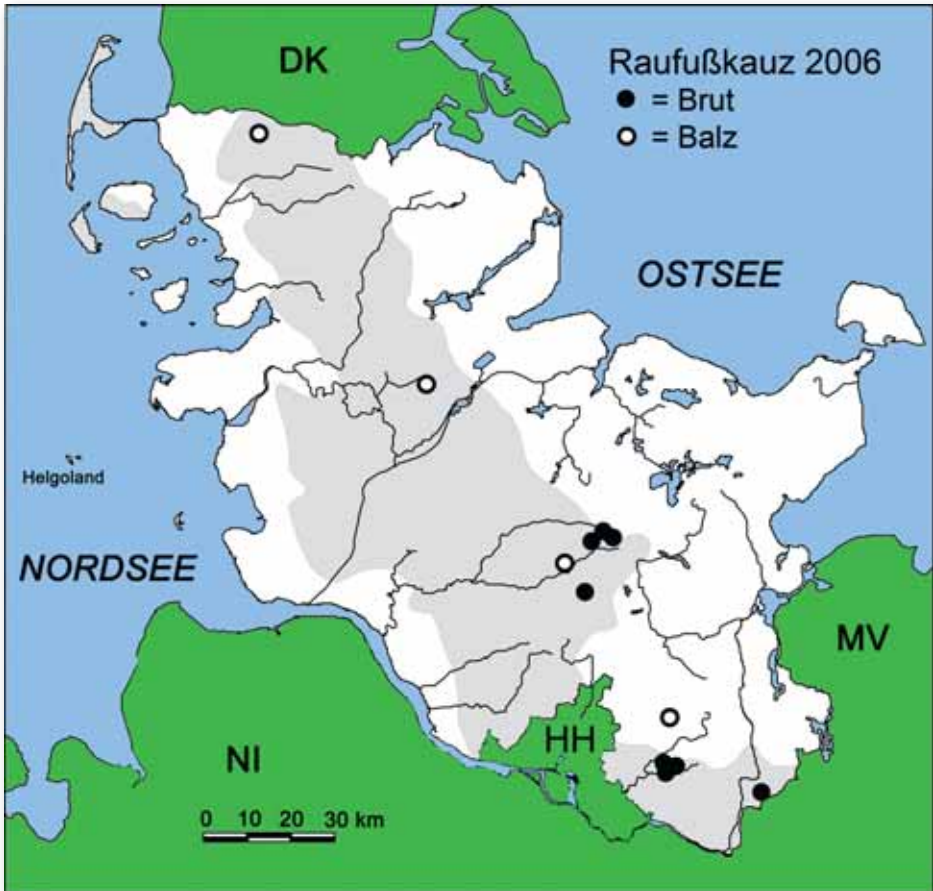 DK
Raufußkauz 2006
= Brut
= Balz
OSTSEE
Helgoland
NORDSEE
MV
HH
NI
0 10 20 30 km